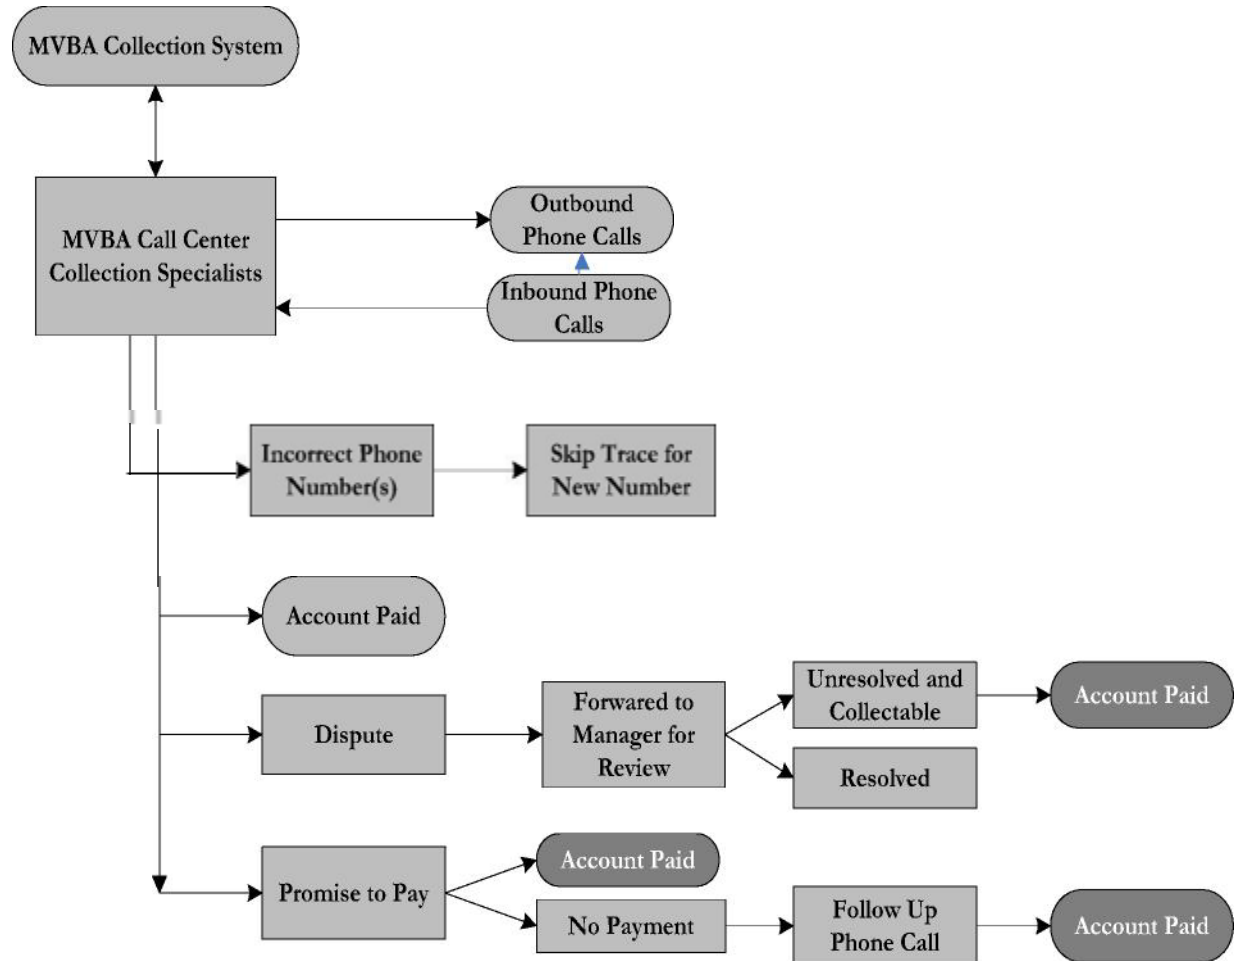 MVBA Collection System
MVBA Call Center
Collection Specialists
Outbound
Phone Calls
Inbound Phone
Calls
Incorrect Phone
Number(s)
Skip Trace for
New Number
Account Paid
Dispute
Forwared to
Manager for
Review
Unresolved and
Collectable
Account Paid
Resolved
Promise to Pay
Account Paid
No Payment
Follow Up
Phone Call
Account Paid